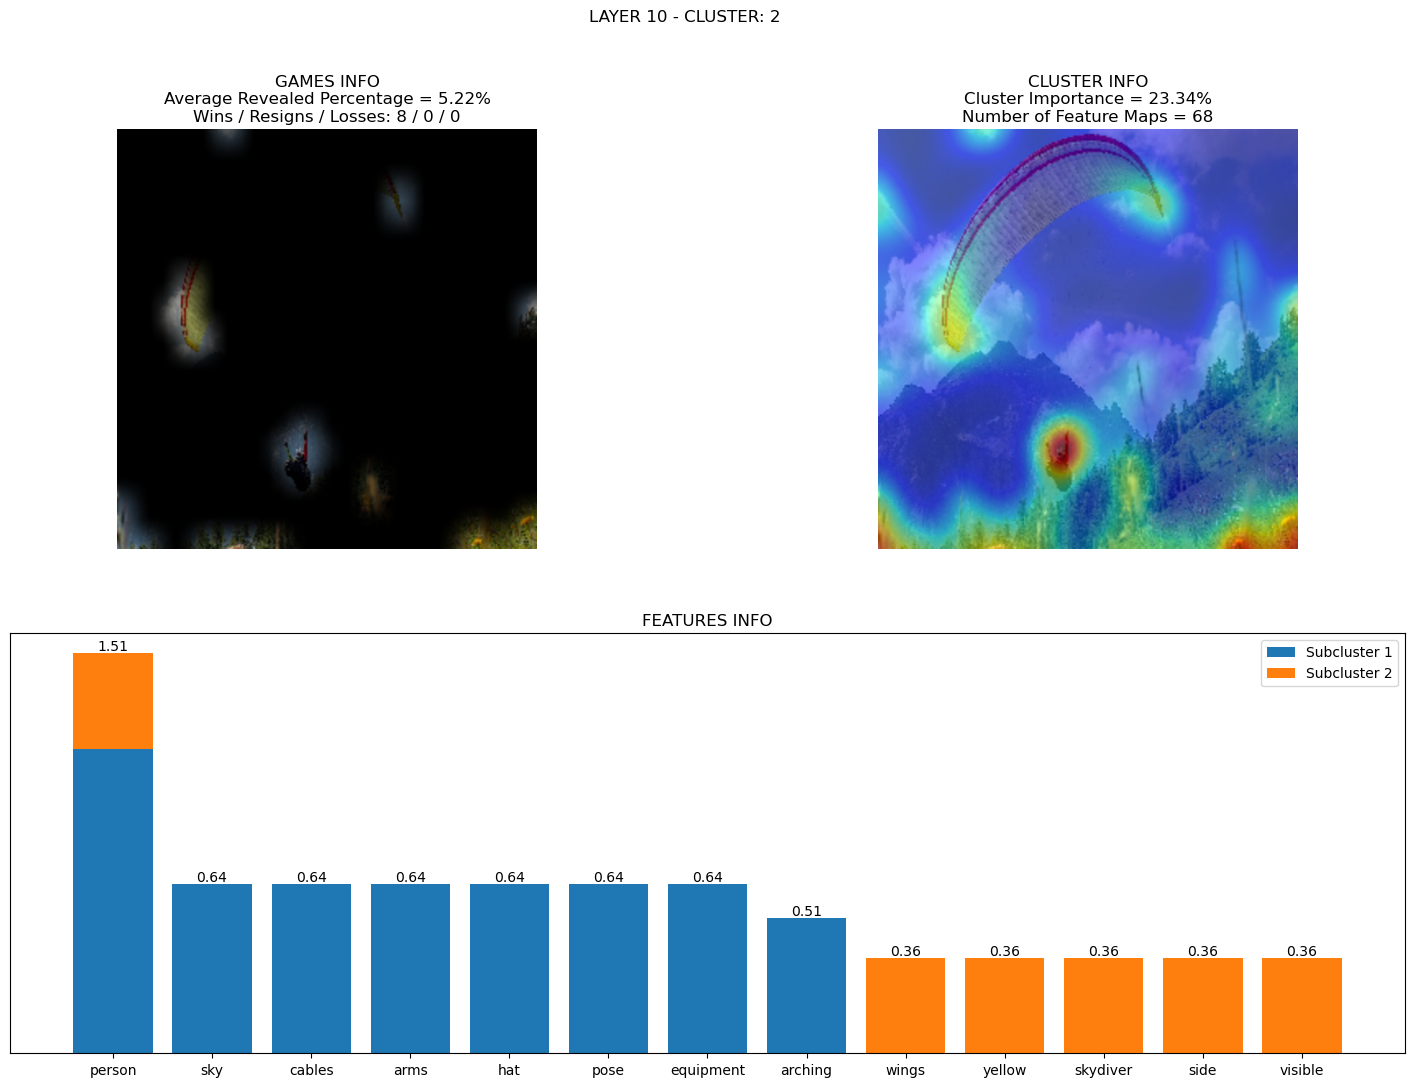 LAYER 10 - CLUSTER: 2
GAMES INFO
Average Revealed Percentage = 5.22%
Wins / Resigns / Losses: 8 / 0 / 0
CLUSTER INFO
Cluster Importance = 23.34%
Number of Feature Maps = 68
FEATURES INFO
Subcluster 1
Subcluster 2
1.51
0.64 0.64 0.64 0.64 0.64 0.64
0.51
0.36 0.36 0.36 0.36 0.36
person sky cables arms hat pose equipment arching wings yellow skydiver side visible